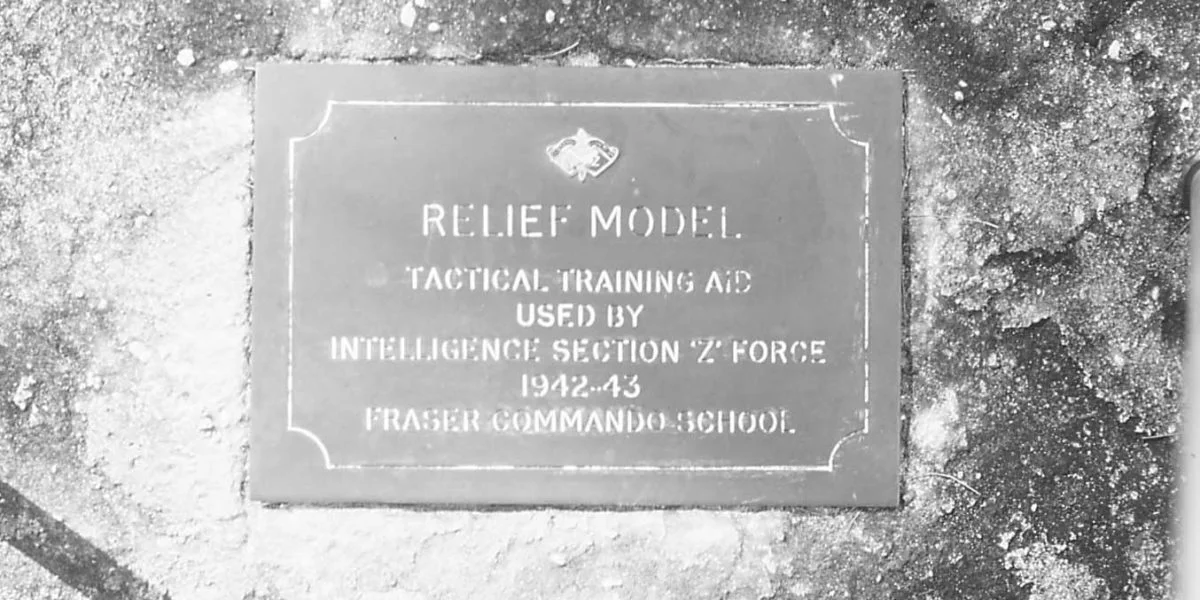 RELIEF MODEL
TACTICAL TRAINING AID
USED BY
INTELLIGENCE SECTION 'Z' FORCE
1942-43
FRASER COMMANDO SCHOOL